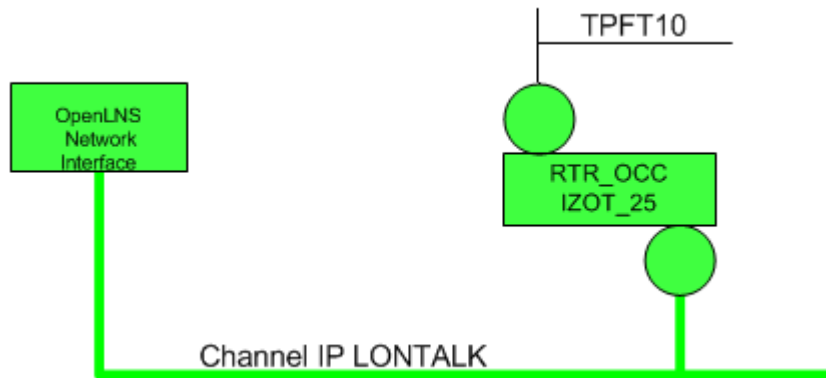 TPFT10
OpenLNS
Network
Interface
RTR_OCC
IZOT_25
Channel IP LONTALK